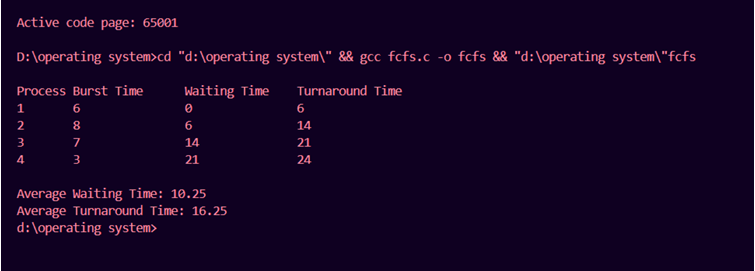 Active code page: 65001
D:\operating system>cd "d:\operating system\" && gcc fcfs.c -o fcfs && "d:\operating system\"fcfs
Process Burst Time Waiting Time Turnaround Time
1 6 0 6
2 8 6 14
3 7 14 21
4 3 21 24
Average Waiting Time: 10.25
Average Turnaround Time: 16.25
d:\operating system>